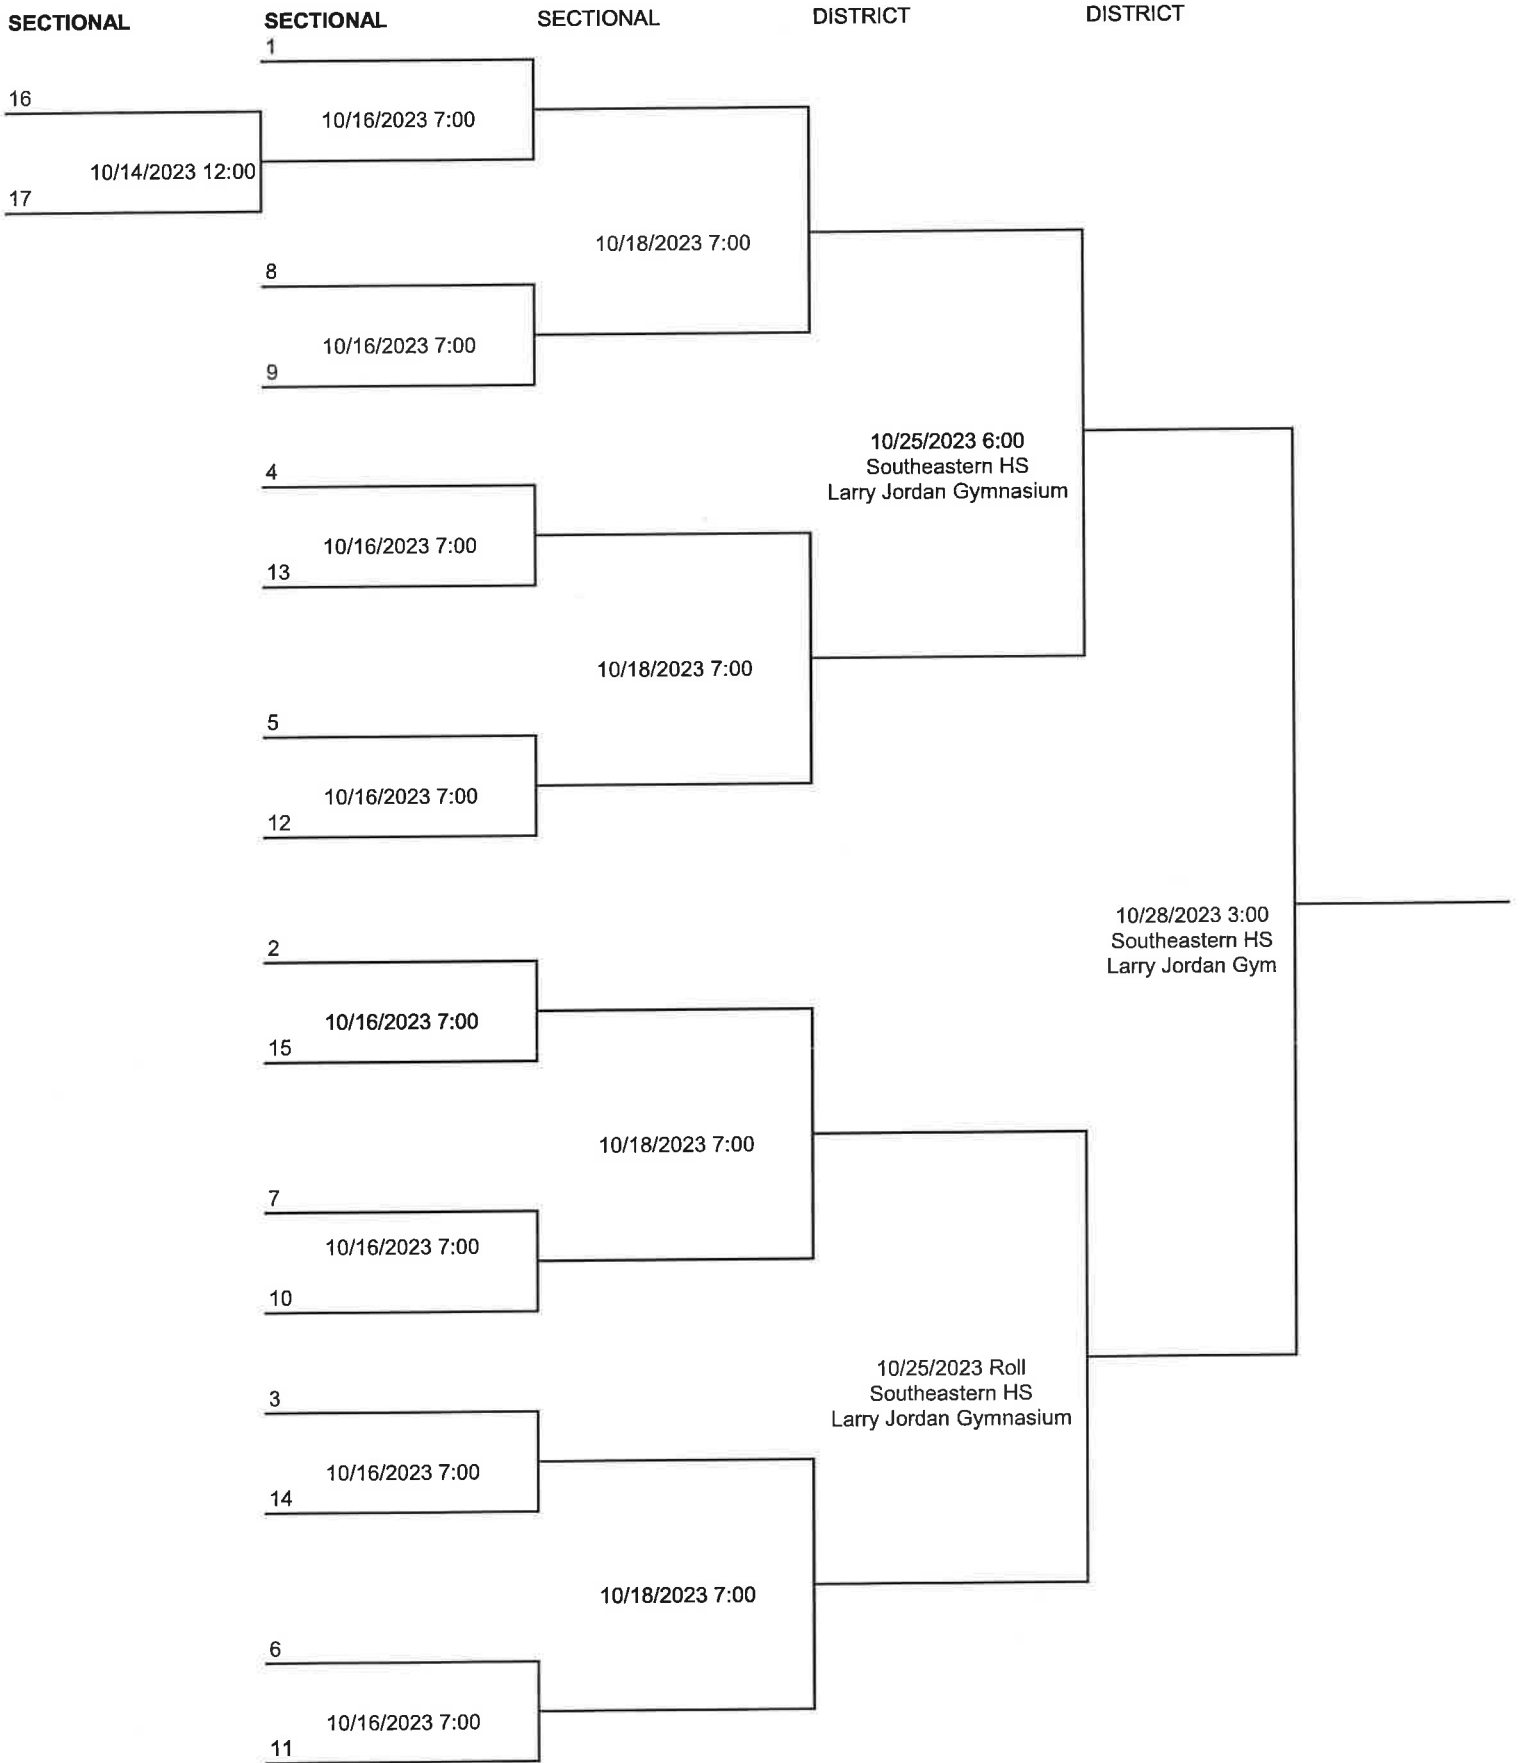 SECTIONAL
SECTIONAL
SECTIONAL
DISTRICT
DISTRICT
1
16
10/16/2023 7:00
10/14/2023 12:00
17
10/18/2023 7:00
8
10/16/2023 7:00
9
10/25/2023 6:00
Southeastern HS
Larry Jordan Gymnasium
4
10/16/2023 7:00
13
10/18/2023 7:00
5
10/16/2023 7:00
12
10/28/2023 3:00
Southeastern HS
Larry Jordan Gym
2
10/16/2023 7:00
15
10/18/2023 7:00
7
10/16/2023 7:00
10
10/25/2023 Roll
Southeastern HS
Larry Jordan Gymnasium
3
10/16/2023 7:00
14
10/18/2023 7:00
6
10/16/2023 7:00
11